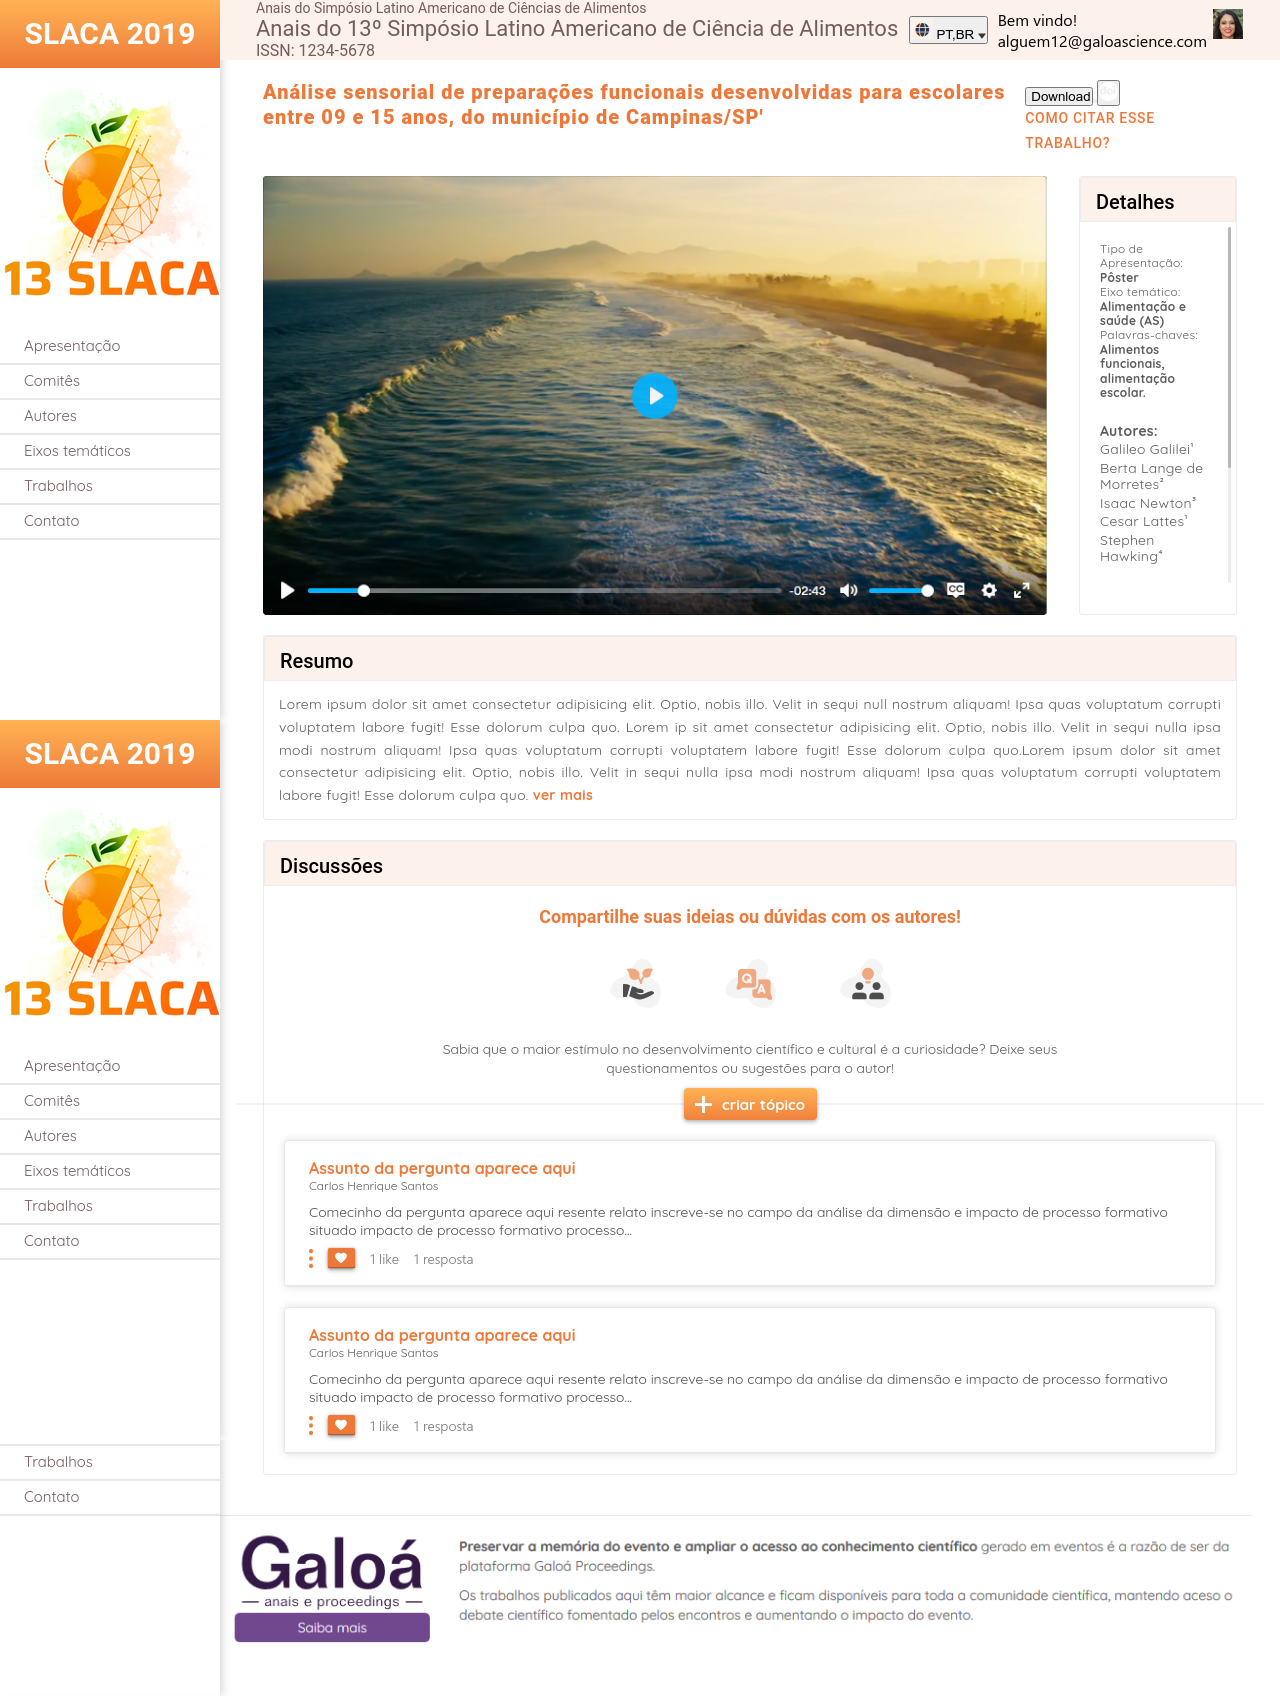 SLACA 2019
Anais do Simpósio Latino Americano de Ciências de Alimentos
Anais do 13º Simpósio Latino Americano de Ciência de Alimentos
ISSN: 1234-5678
PT,BR
Bem vindo!
alguem12@galoascience.com
13 SLACA
Apresentação
Comitês
Autores
Eixos temáticos
Trabalhos
Contato
Análise sensorial de preparações funcionais desenvolvidas para escolares
entre 09 e 15 anos, do município de Campinas/SP'
Download
doi
COMO CITAR ESSE
TRABALHO?
-02:43
CC
Detalhes
Tipo de
Apresentação:
Pôster
Eixo temático:
Alimentação e
saúde (AS)
Palavras-chaves:
Alimentos
funcionais,
alimentação
escolar.
Autores:
Galileo Galilei¹
Berta Lange de
Morretes²
Isaac Newton³
Cesar Lattes¹
Stephen
Hawking⁴
Resumo
Lorem ipsum dolor sit amet consectetur adipisicing elit. Optio, nobis illo. Velit in sequi null nostrum aliquam! Ipsa quas voluptatum corrupti
voluptatem labore fugit! Esse dolorum culpa quo. Lorem ip sit amet consectetur adipisicing elit. Optio, nobis illo. Velit in sequi nulla ipsa
modi nostrum aliquam! Ipsa quas voluptatum corrupti voluptatem labore fugit! Esse dolorum culpa quo.Lorem ipsum dolor sit amet
consectetur adipisicing elit. Optio, nobis illo. Velit in sequi nulla ipsa modi nostrum aliquam! Ipsa quas voluptatum corrupti voluptatem
labore fugit! Esse dolorum culpa quo. ver mais
SLACA 2019
13 SLACA
Apresentação
Comitês
Autores
Eixos temáticos
Trabalhos
Contato
Discussões
Compartilhe suas ideias ou dúvidas com os autores!
Q
A
Sabia que o maior estímulo no desenvolvimento científico e cultural é a curiosidade? Deixe seus
questionamentos ou sugestões para o autor!
criar tópico
Assunto da pergunta aparece aqui
Carlos Henrique Santos
Comecinho da pergunta aparece aqui resente relato inscreve-se no campo da análise da dimensão e impacto de processo formativo
situado impacto de processo formativo processo...
1 like 1 resposta
Assunto da pergunta aparece aqui
Carlos Henrique Santos
Comecinho da pergunta aparece aqui resente relato inscreve-se no campo da análise da dimensão e impacto de processo formativo
situado impacto de processo formativo processo...
1 like 1 resposta
Trabalhos
Contato
Galoá
anais e proceedings
Saiba mais
Preservar a memória do evento e ampliar o acesso ao conhecimento científico gerado em eventos é a razão de ser da
plataforma Galoá Proceedings.
Os trabalhos publicados aqui têm maior alcance e ficam disponíveis para toda a comunidade científica, mantendo aceso o
debate científico fomentado pelos encontros e aumentando o impacto do evento.